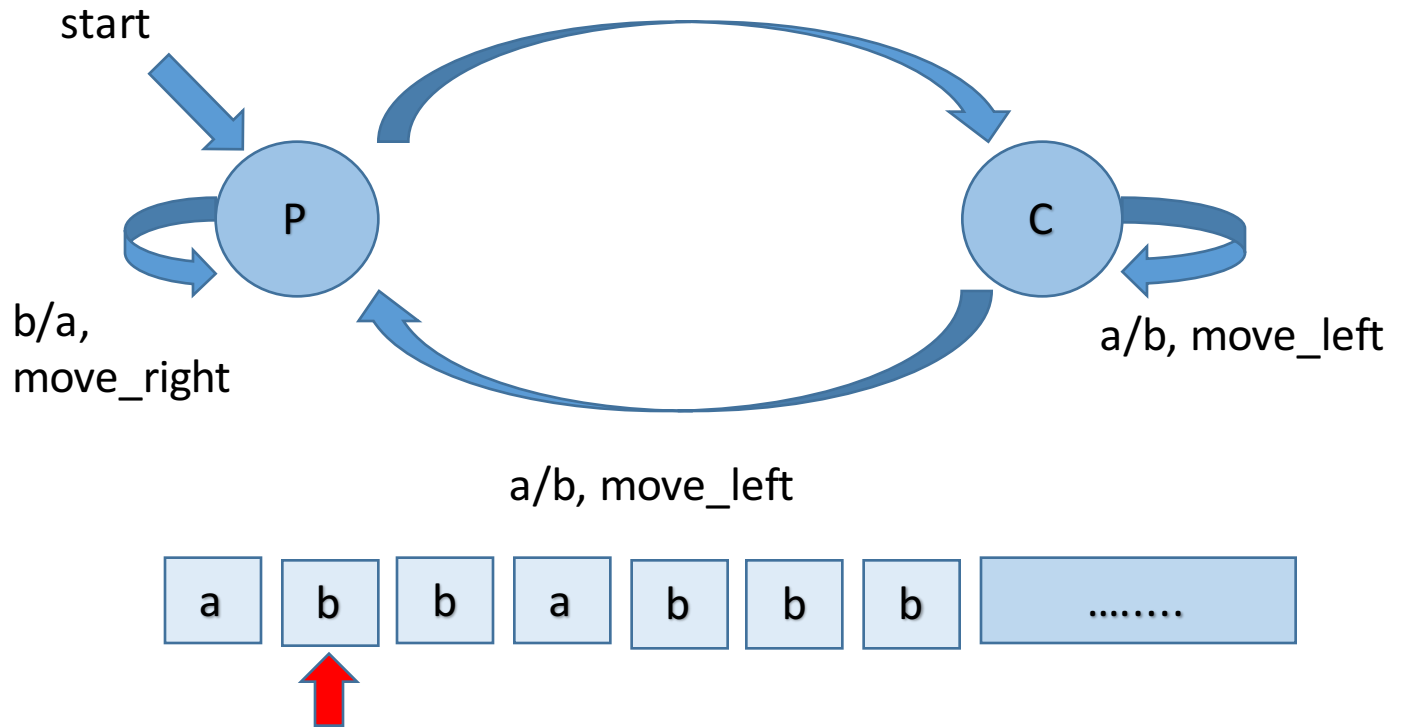 start
P
C
b/a,
move_right
a/b, move_left
a/b, move_left
a b b a b b b ........